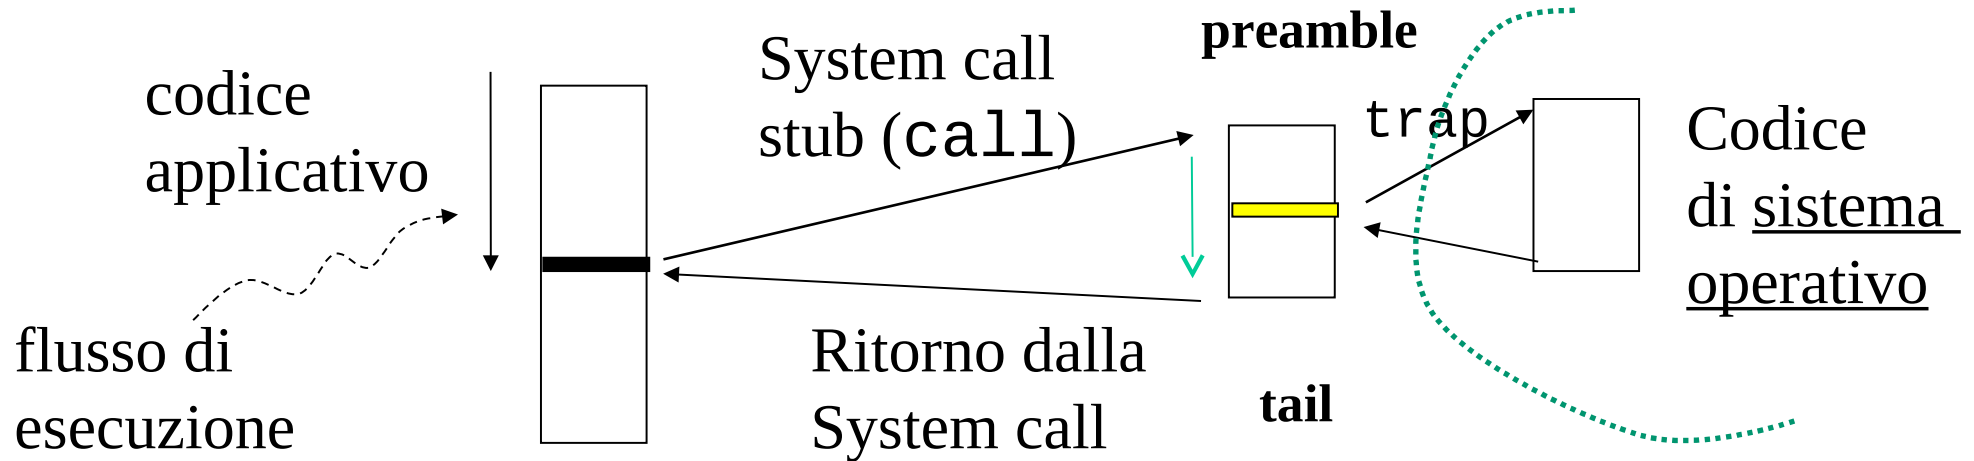 codice
applicativo
flusso di
esecuzione
System call
stub (call)
Ritorno dalla
System call
preamble
trap
tail
Codice
di sistema
operativo